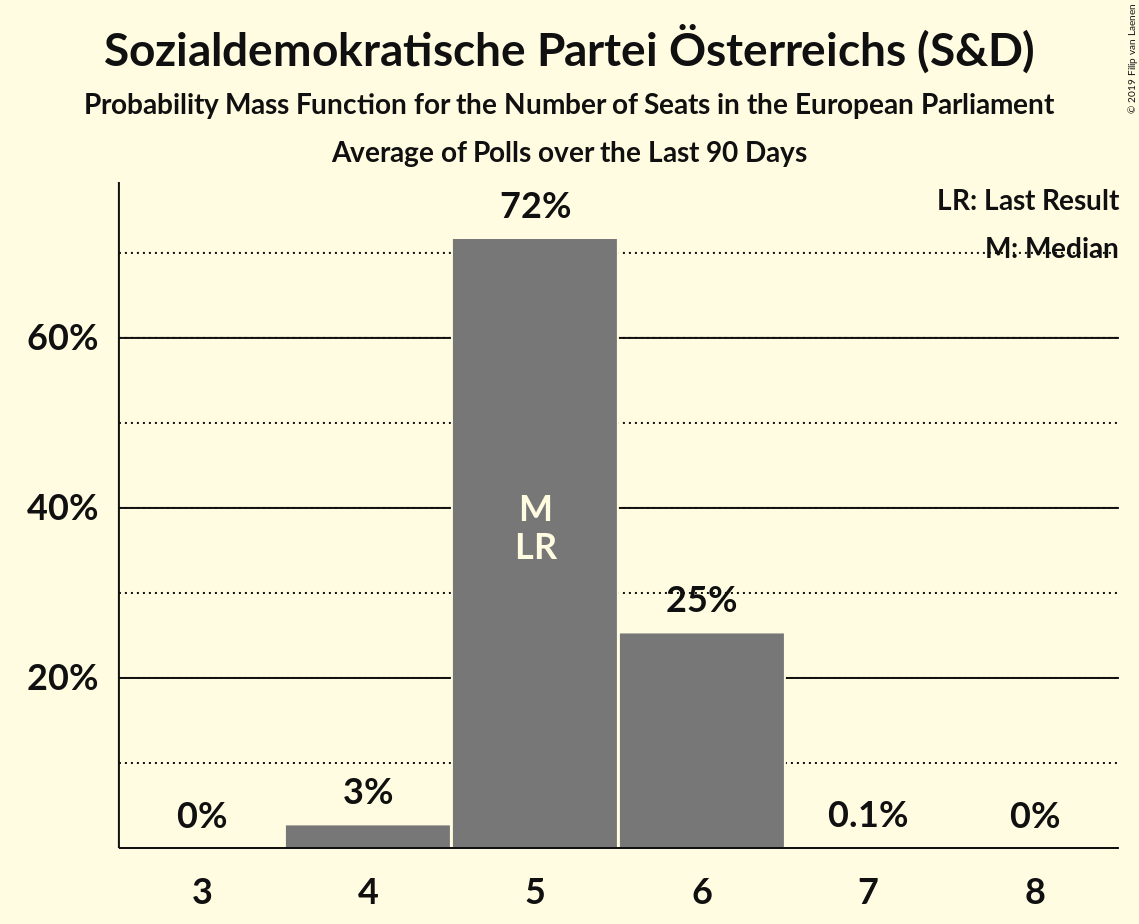 Sozialdemokratische Partei Österreichs (S&D)
Probability Mass Function for the Number of Seats in the European Parliament
Average of Polls over the Last 90 Days
© 2019 Filip van Laenen
LR: Last Result
M: Median
72%
60%
40%
20%
M
LR
25%
3%
0%
0.1%
0%
3 4 5 6 7 8